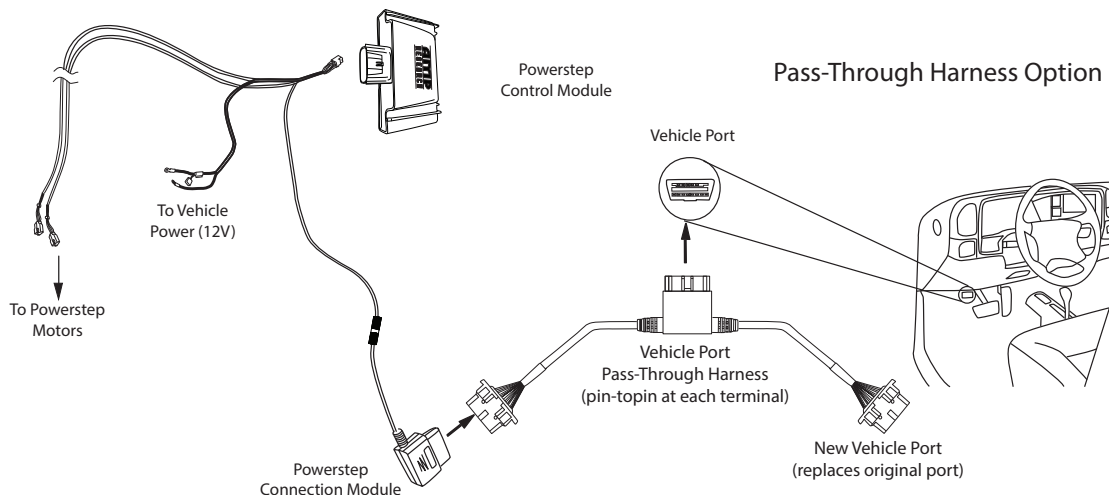 Pass-Through Harness Option
Powerstep
Control Module
Vehicle Port
To Vehicle
Power (12V)
To Powerstep
Motors
Vehicle Port
Pass-Through Harness
(pin-topin at each terminal)
New Vehicle Port
(replaces original port)
Powerstep
Connection Module